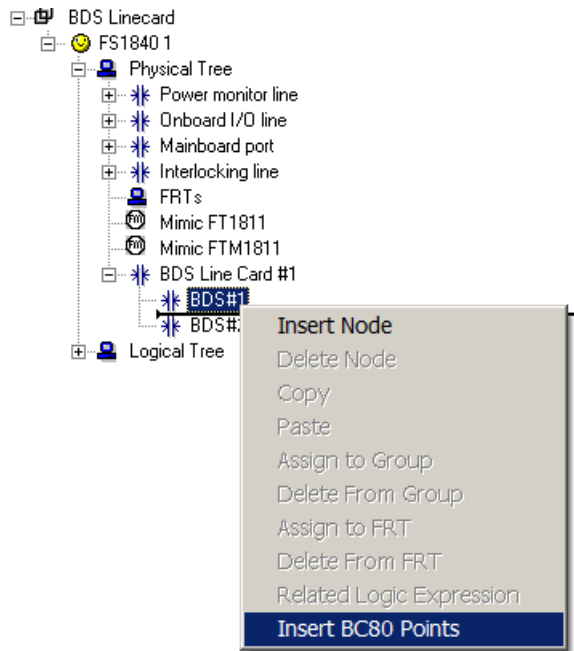 BDS Linecard
FS1840 1
Physical Tree
Power monitor line
Onboard I/O line
Mainboard port
Interlocking line
FRTs
Mimic FT1811
Mimic FTM1811
BDS Line Card #1
BDS#1
BDS#
Logical Tree
Insert Node
Delete Node
Copy
Paste
Assign to Group
Delete From Group
Assign to FRT
Delete From FRT
Related Logic Expression
Insert BC80 Points